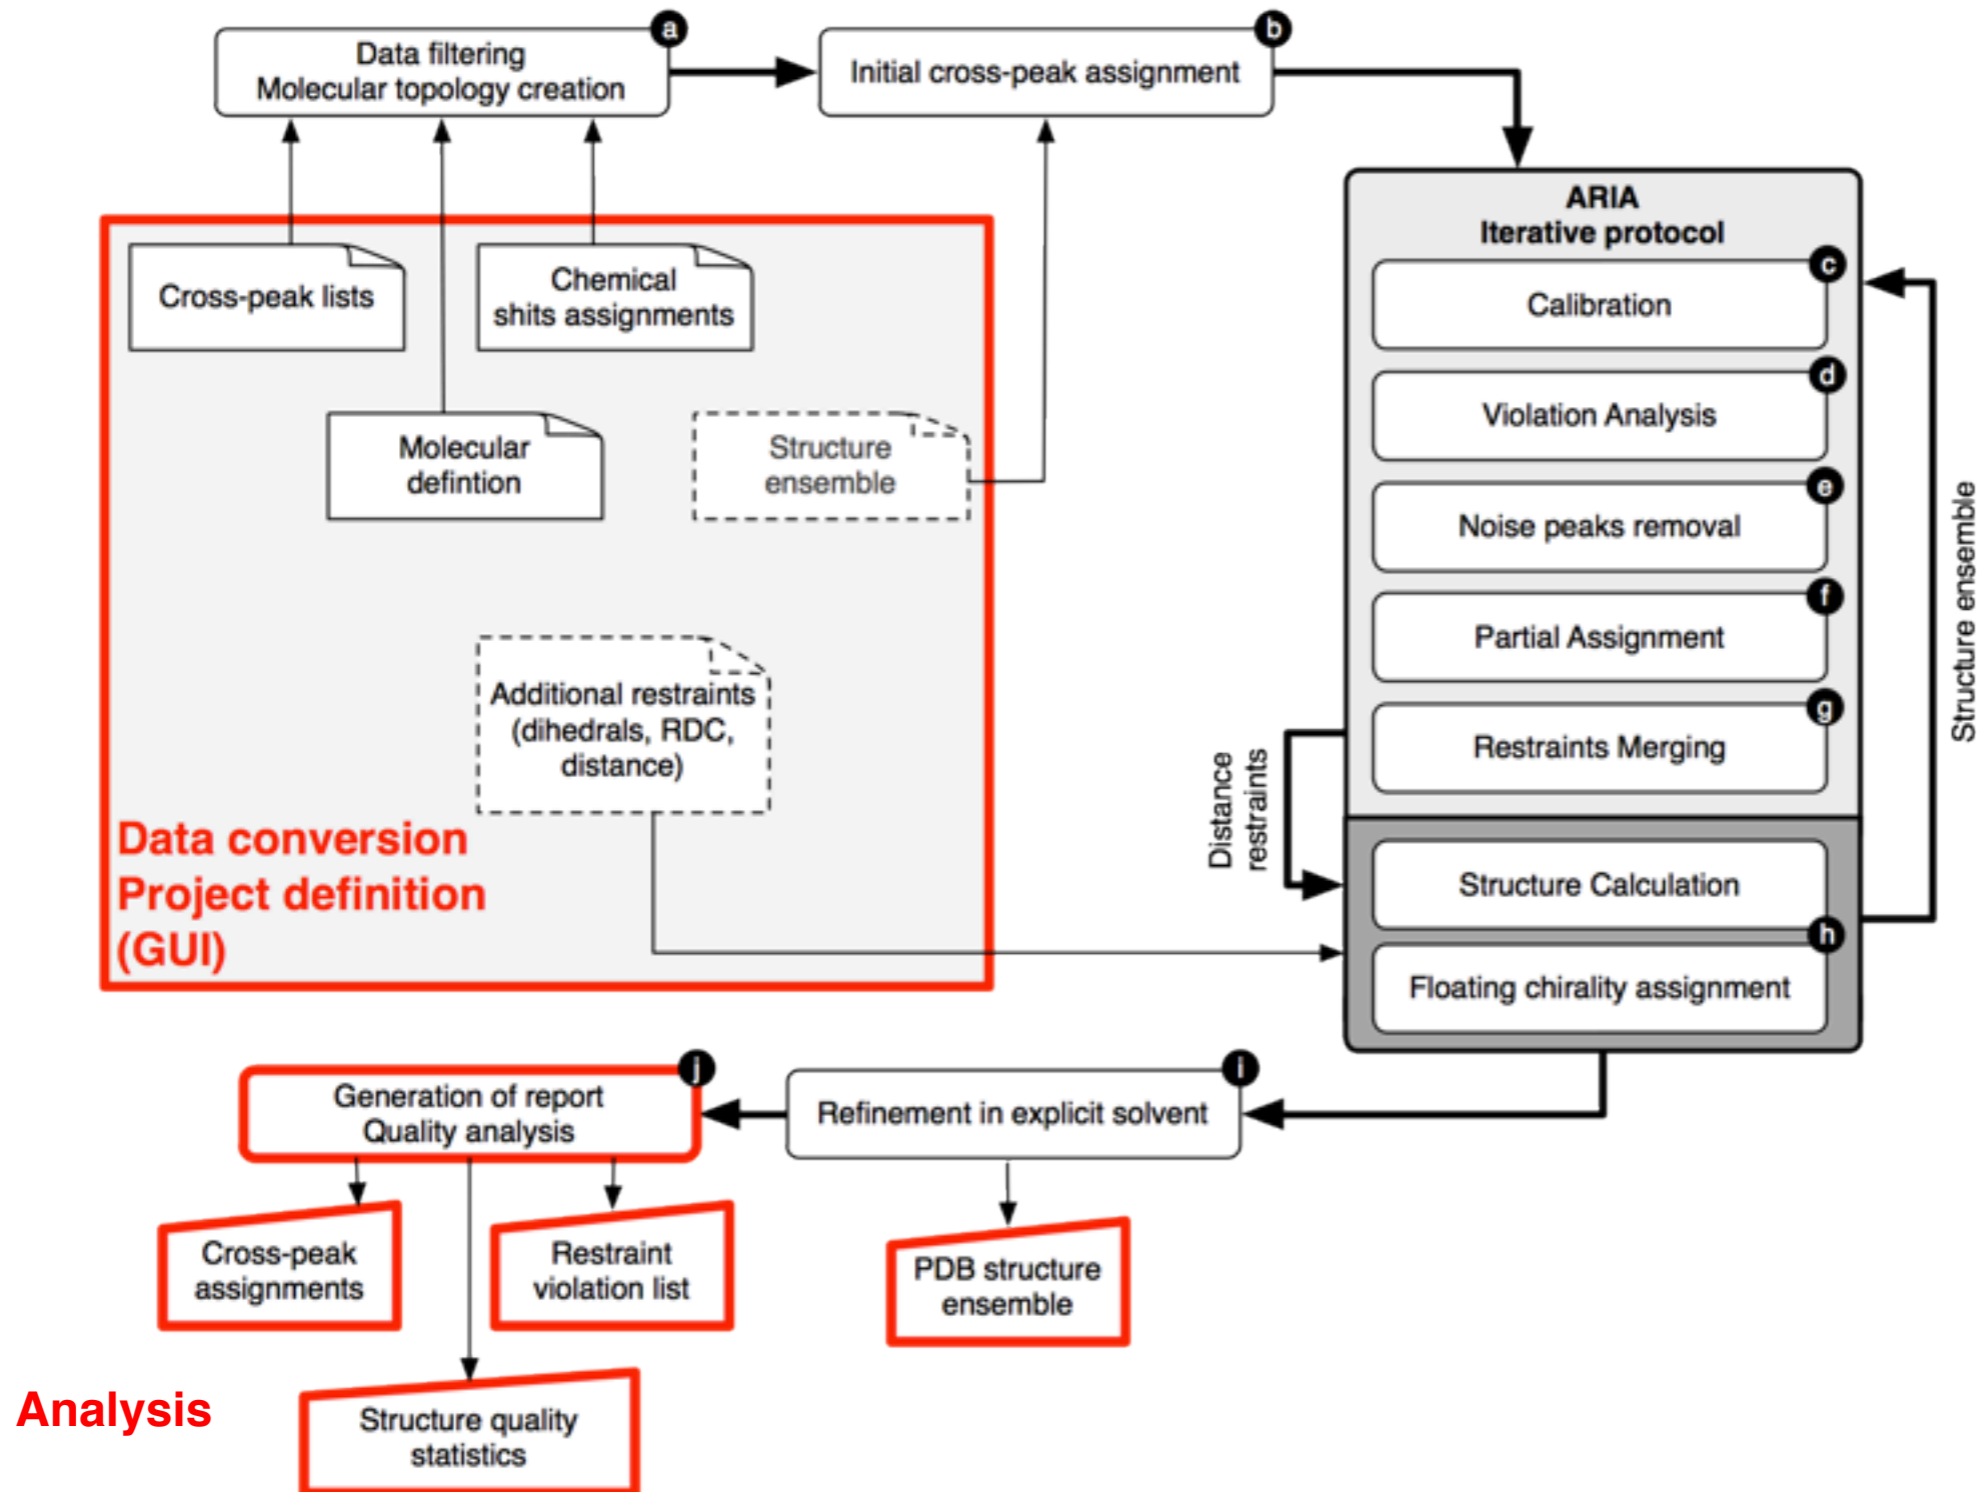 a
Data filtering
Molecular topology creation
b
Initial cross-peak assignment
ARIA
Iterative protocol
c
Calibration
d
Violation Analysis
e
Noise peaks removal
f
Partial Assignment
g
Restraints Merging
Structure Calculation
h
Floating chirality assignment
Structure ensemble
Distance
restraints
Cross-peak lists
Chemical
shits assignments
Molecular
defintion
Structure
ensemble
Additional restraints
(dihedrals, RDC,
distance)
Data conversion
Project definition
(GUI)
j
Generation of report
Quality analysis
i
Refinement in explicit solvent
Cross-peak
assignments
Restraint
violation list
PDB structure
ensemble
Analysis
Structure quality
statistics